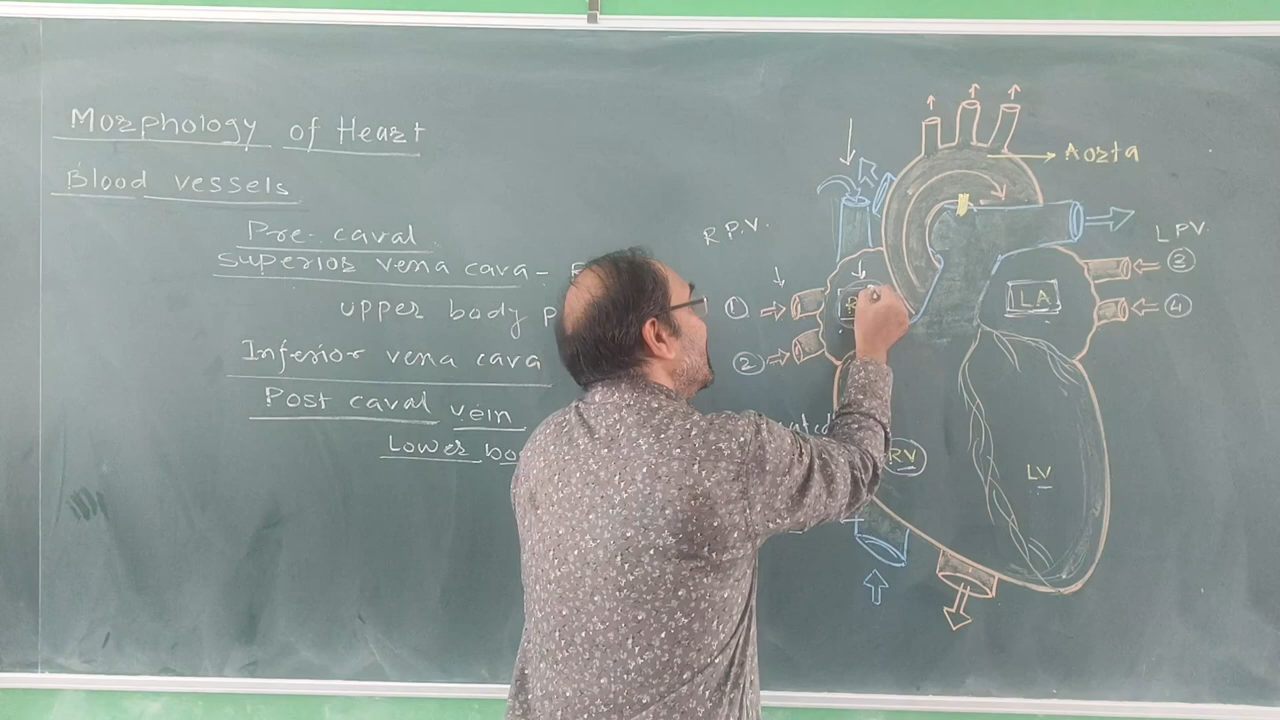 Morphology of Heart
Blood vessels
Pre-caval
Superior vena cava -
upper body
Inferior vena cava
Post caval vein
Lower
Aorta
R.P.V.
L.P.V.
1
2
3
4
LA
RV
LV